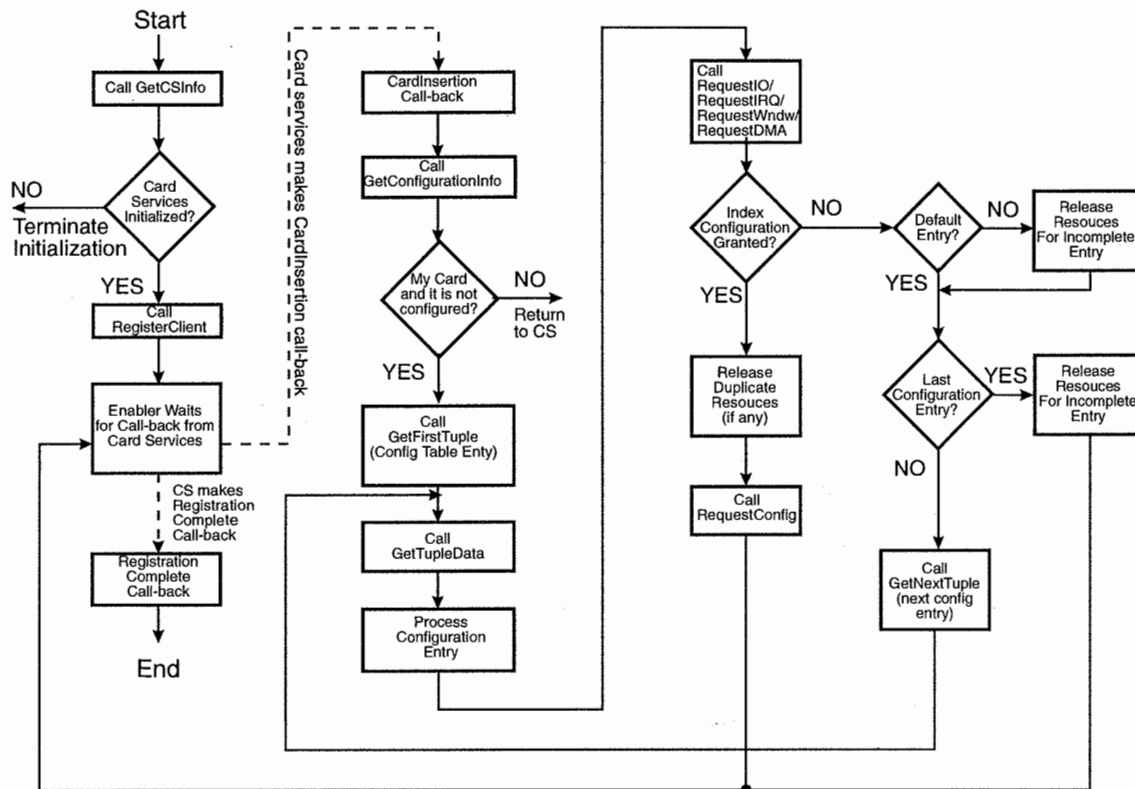 Start
Call GetCSInfo
Card
Services
Initialized?
NO
Terminate
Initialization
YES
Call
RegisterClient
Enabler Waits
for Call-back from
Card Services
CS makes
Registration
Complete
Call-back
Registration
Complete
Call-back
End
Card services makes CardInsertion call-back
CardInsertion
Call-back
Call
GetConfigurationInfo
My Card
and it is not
configured?
NO
Return
to CS
YES
Call
GetFirstTuple
(Config Table Enty)
Call
GetTupleData
Process
Configuration
Entry
Call
RequestIO/
RequestIRQ/
RequestWndw/
RequestDMA
Index
Configuration
Granted?
NO
YES
Release
Duplicate
Resouces
(if any)
Call
RequestConfig
Default
Entry?
NO
YES
Release
Resouces
For Incomplete
Entry
Last
Configuration
Entry?
YES
NO
Release
Resouces
For Incomplete
Entry
Call
GetNextTuple
(next config
entry)